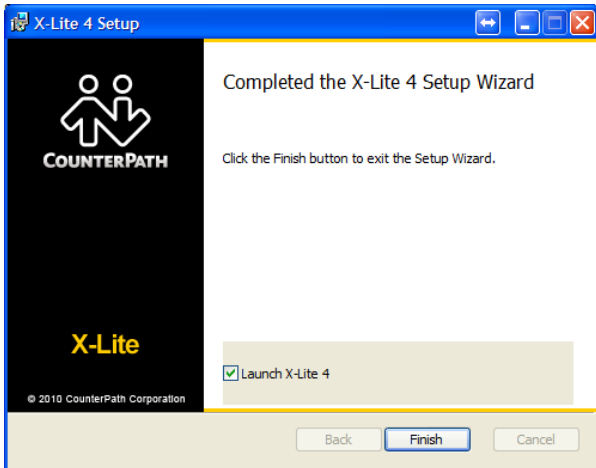 X-Lite 4 Setup
Completed the X-Lite 4 Setup Wizard
COUNTERPATH
Click the Finish button to exit the Setup Wizard.
X-Lite
Launch X-Lite 4
© 2010 CounterPath Corporation
Back Finish Cancel